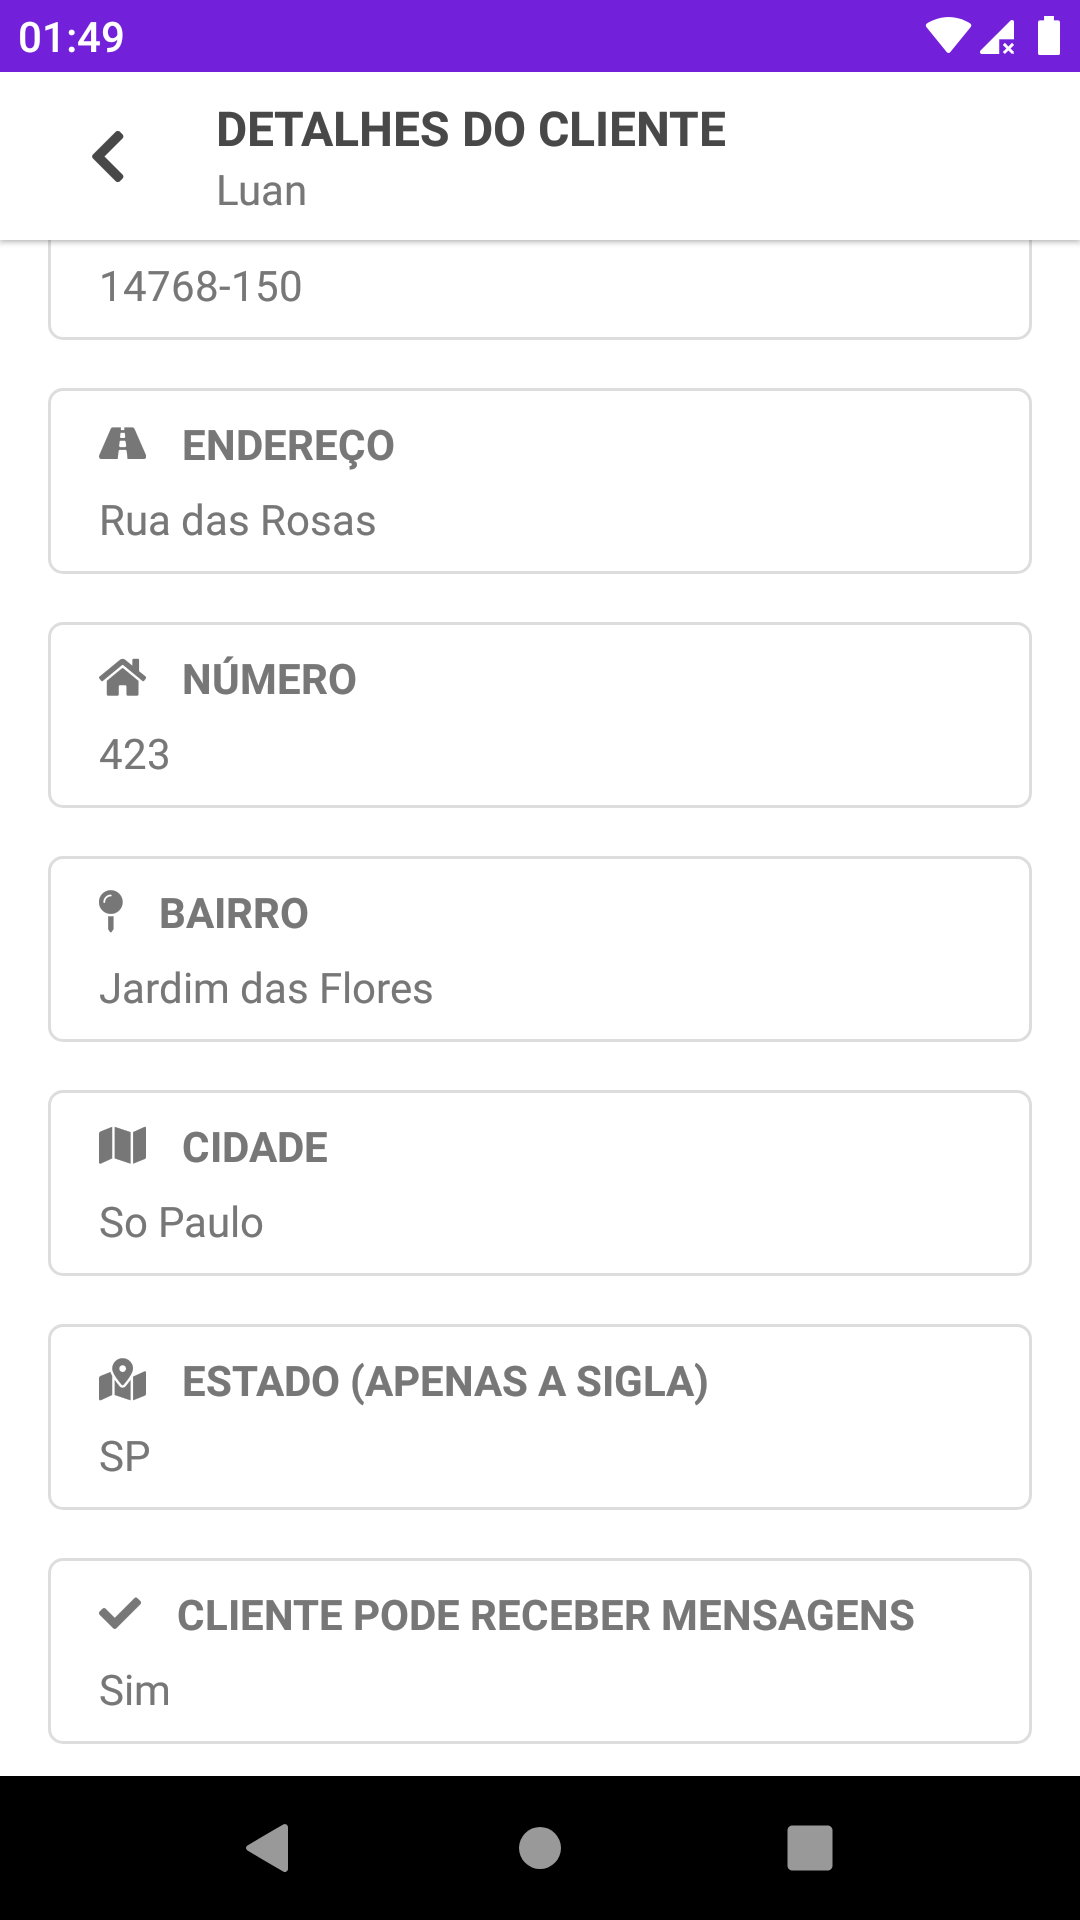 01:49
DETALHES DO CLIENTE
Luan
14768-150
ENDEREÇO
Rua das Rosas
NÚMERO
423
BAIRRO
Jardim das Flores
CIDADE
So Paulo
ESTADO (APENAS A SIGLA)
SP
CLIENTE PODE RECEBER MENSAGENS
Sim